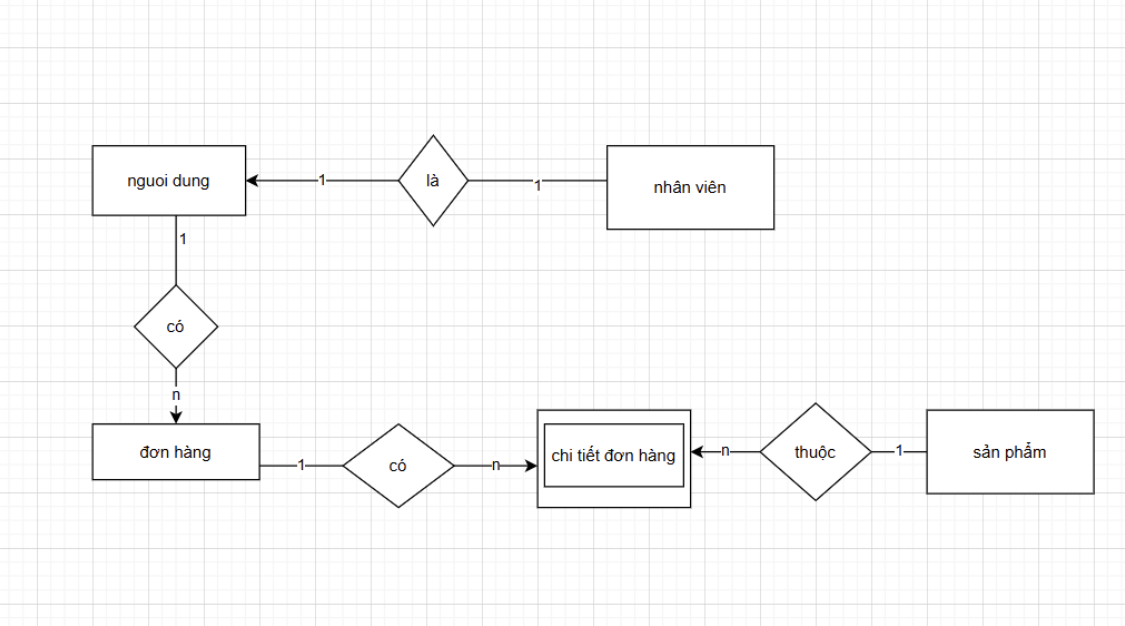 nguoi dung
1
là
1
nhân viên
1
có
n
đơn hàng
1
có
n
chi tiết đơn hàng
n
thuộc
1
sản phẩm